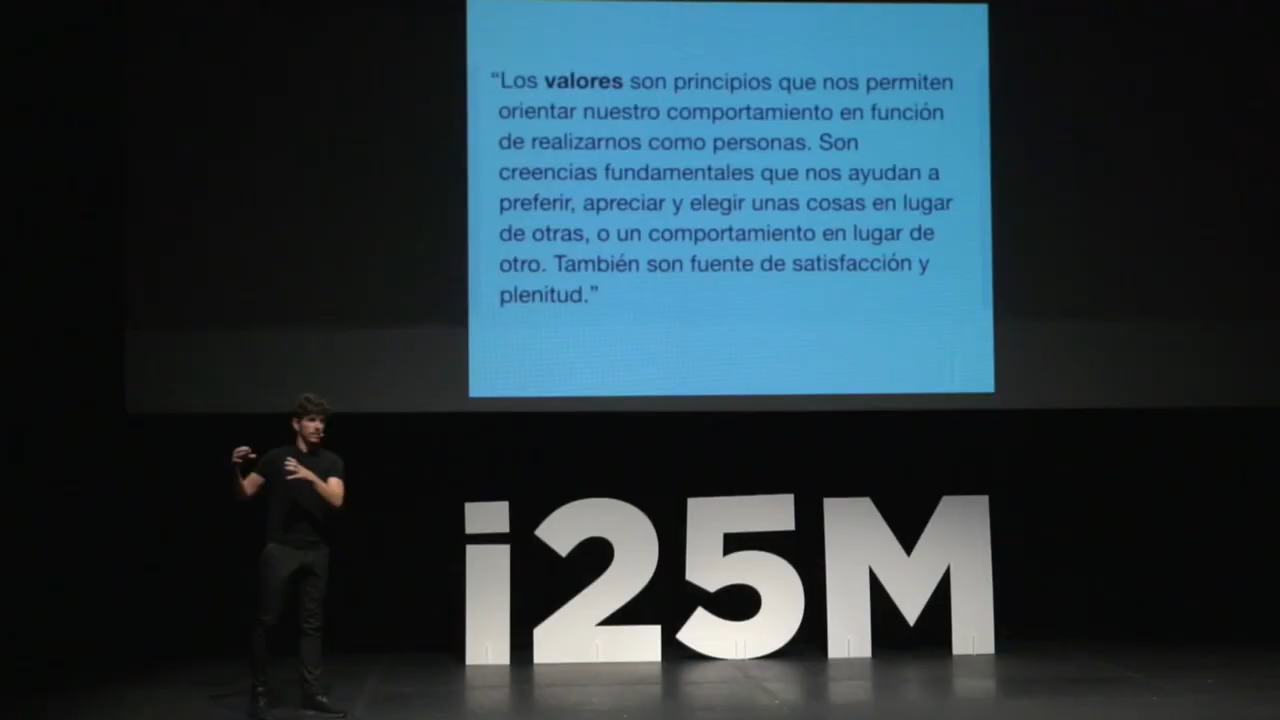 “Los valores son principios que nos permiten
orientar nuestro comportamiento en función
de realizarnos como personas. Son
creencias fundamentales que nos ayudan a
preferir, apreciar y elegir unas cosas en lugar
de otras, o un comportamiento en lugar de
otro. También son fuente de satisfacción y
plenitud.”
i25M